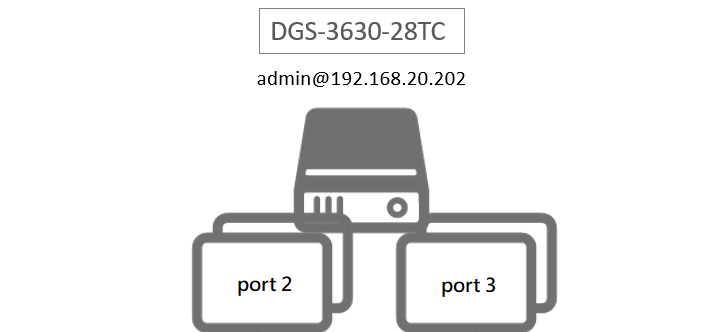 DGS-3630-28TC
admin@192.168.20.202
port 2
port 3